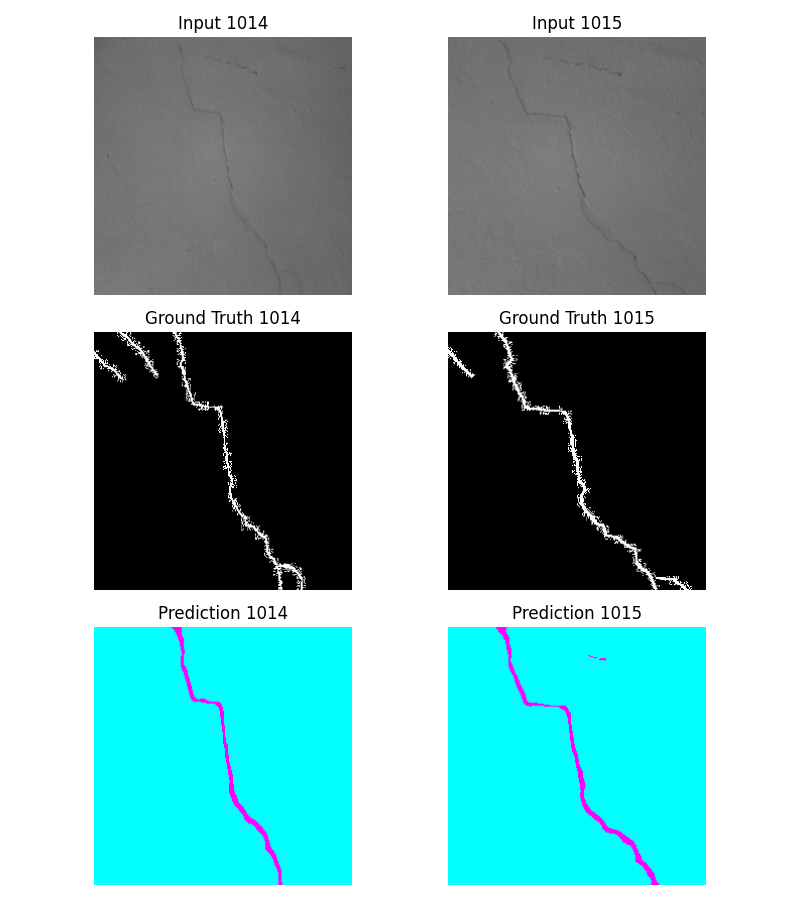 Input 1014
Input 1015
Ground Truth 1014
Ground Truth 1015
Prediction 1014
Prediction 1015